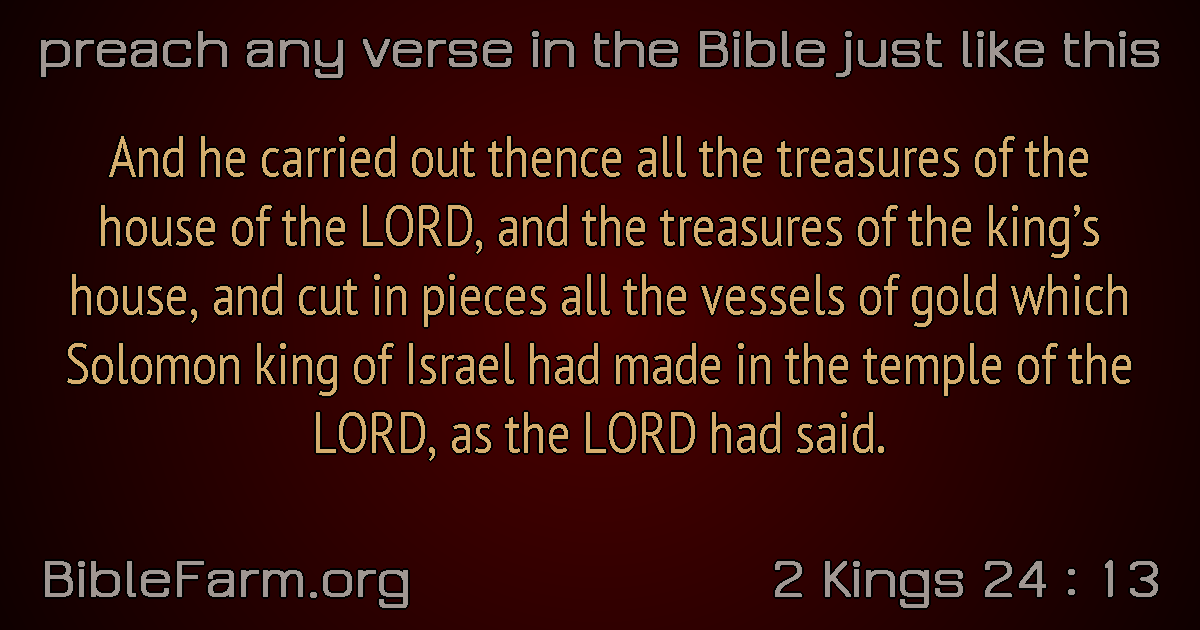 preach any verse in the Bible just like this
And he carried out thence all the treasures of the
house of the LORD, and the treasures of the king’s
house, and cut in pieces all the vessels of gold which
Solomon king of Israel had made in the temple of the
LORD, as the LORD had said.
BibleFarm.org
2 Kings 24 : 13